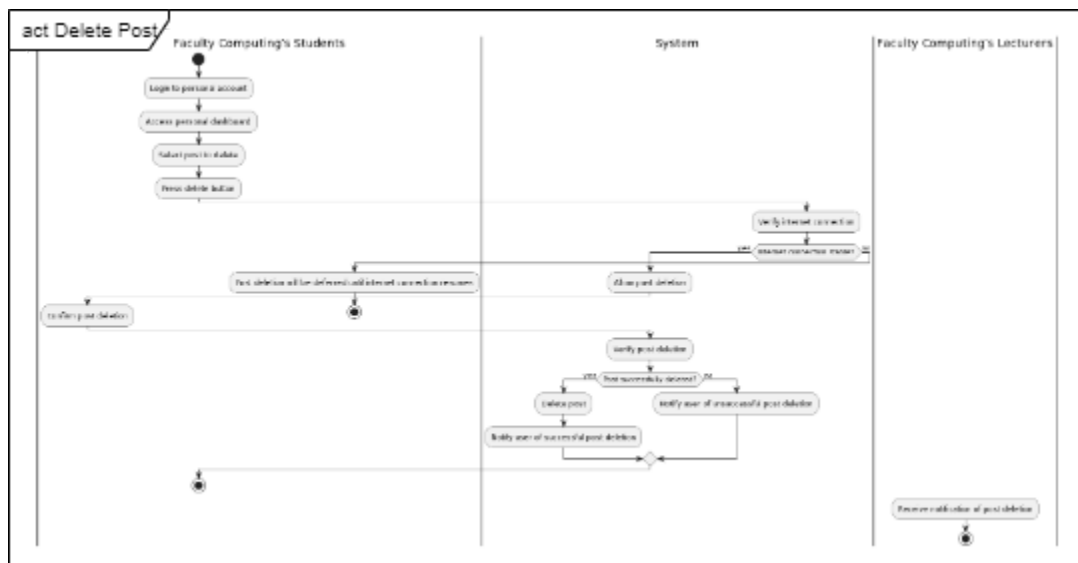 act Delete Post
Faculty Computing's Students
System
Faculty Computing's Lecturers
Login to personal account
Access personal dashboard
Select post to delete
Press delete button
Verify internet connection
yes
Internet connection stable?
no
Post deletion will be deferred until internet connection resumes
Allow post deletion
Confirm post deletion
Verify post deletion
yes
Post successfully deleted?
no
Delete post
Notify user of unsuccessful post deletion
Notify user of successful post deletion
Receive notification of post deletion